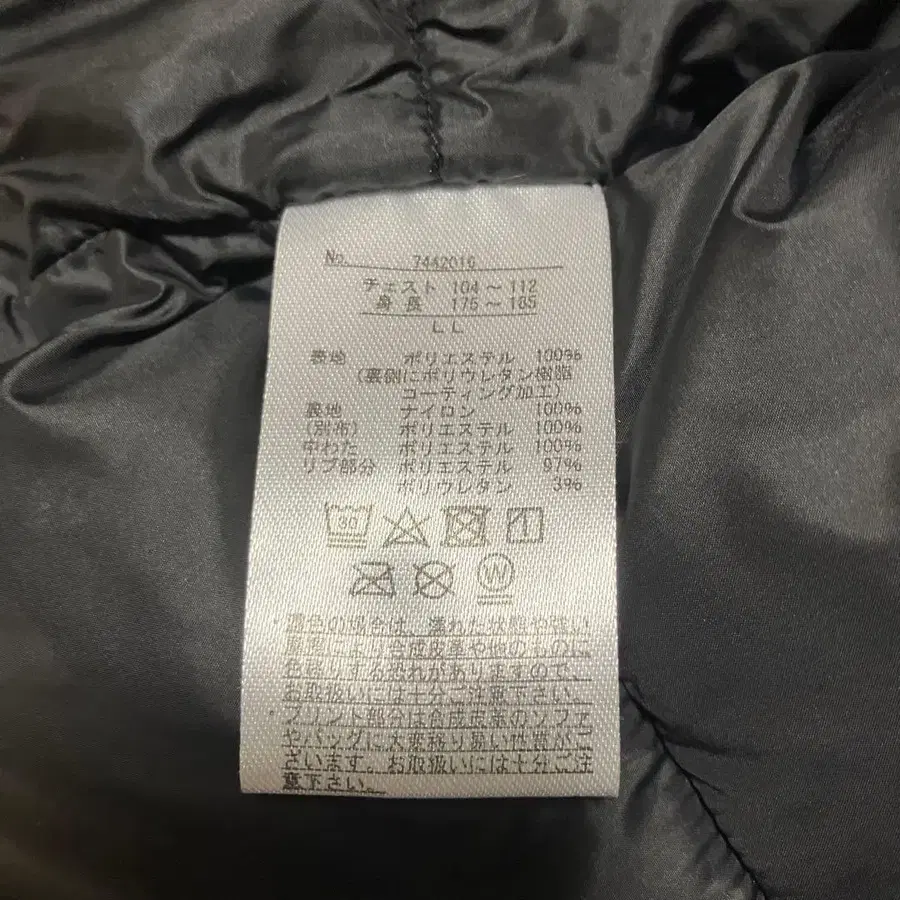 No. 7442016
チェスト 104～112
身長 175～185
LL
表地 ポリエステル 100%
(裏側にポリウレタン樹脂
コーティング加工)
裏地 ナイロン 100%
(別布) ポリエステル 100%
中わた ポリエステル 100%
リブ部分 ポリエステル 97%
ポリウレタン 3%
30
W
・濃色の場合は、濡れた状態や強い
摩擦により合成皮革や他のものに
色移りする恐れがありますので、
お取扱いには十分ご注意下さい。
・プリント部分は合成皮革のソファ
やバッグに大変移り易い性質がご
ざいます。お取扱いには十分ご注
意下さい。